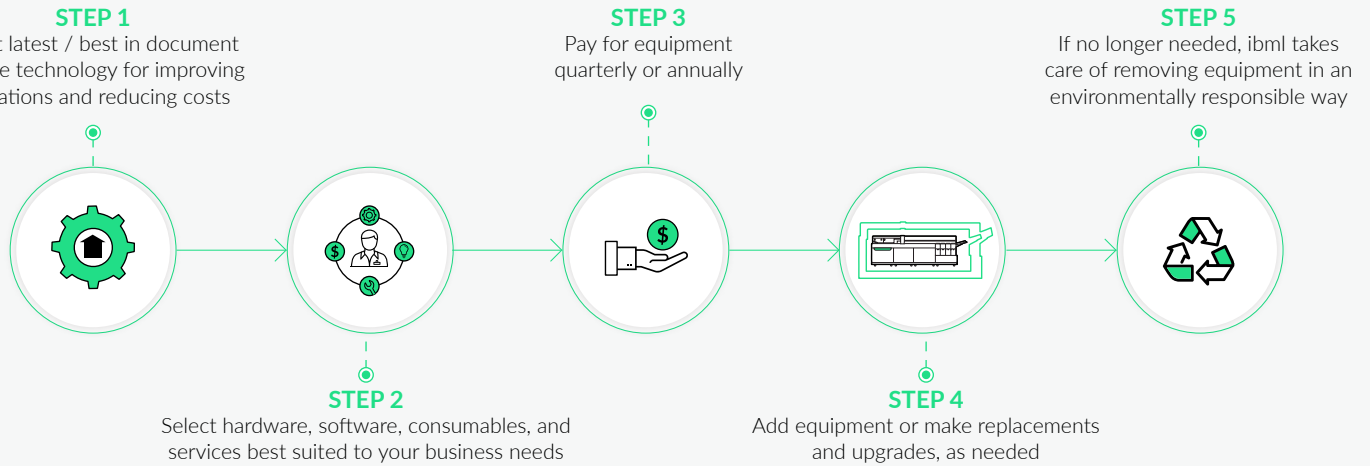 STEP 1
latest / best in document
technology for improving
and reducing costs
STEP 2
Select hardware, software, consumables, and
services best suited to your business needs
STEP 3
Pay for equipment
quarterly or annually
STEP 4
Add equipment or make replacements
and upgrades, as needed
STEP 5
If no longer needed, ibml takes
care of removing equipment in an
environmentally responsible way
$
$